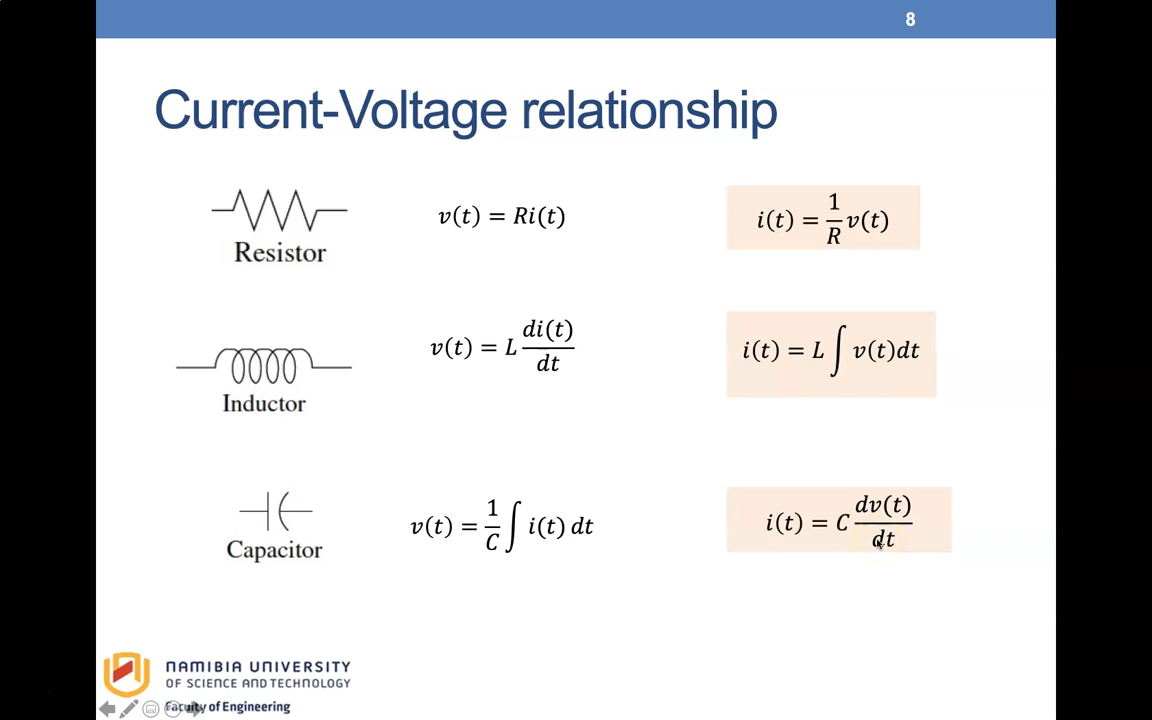 8
Current-Voltage relationship
Resistor
v(t) = Ri(t)
i(t) = 1/R v(t)
Inductor
v(t) = L di(t)/dt
i(t) = L ∫ v(t)dt
Capacitor
v(t) = 1/C ∫ i(t) dt
i(t) = C dv(t)/dt
NAMIBIA UNIVERSITY
OF SCIENCE AND TECHNOLOGY
Faculty of Engineering